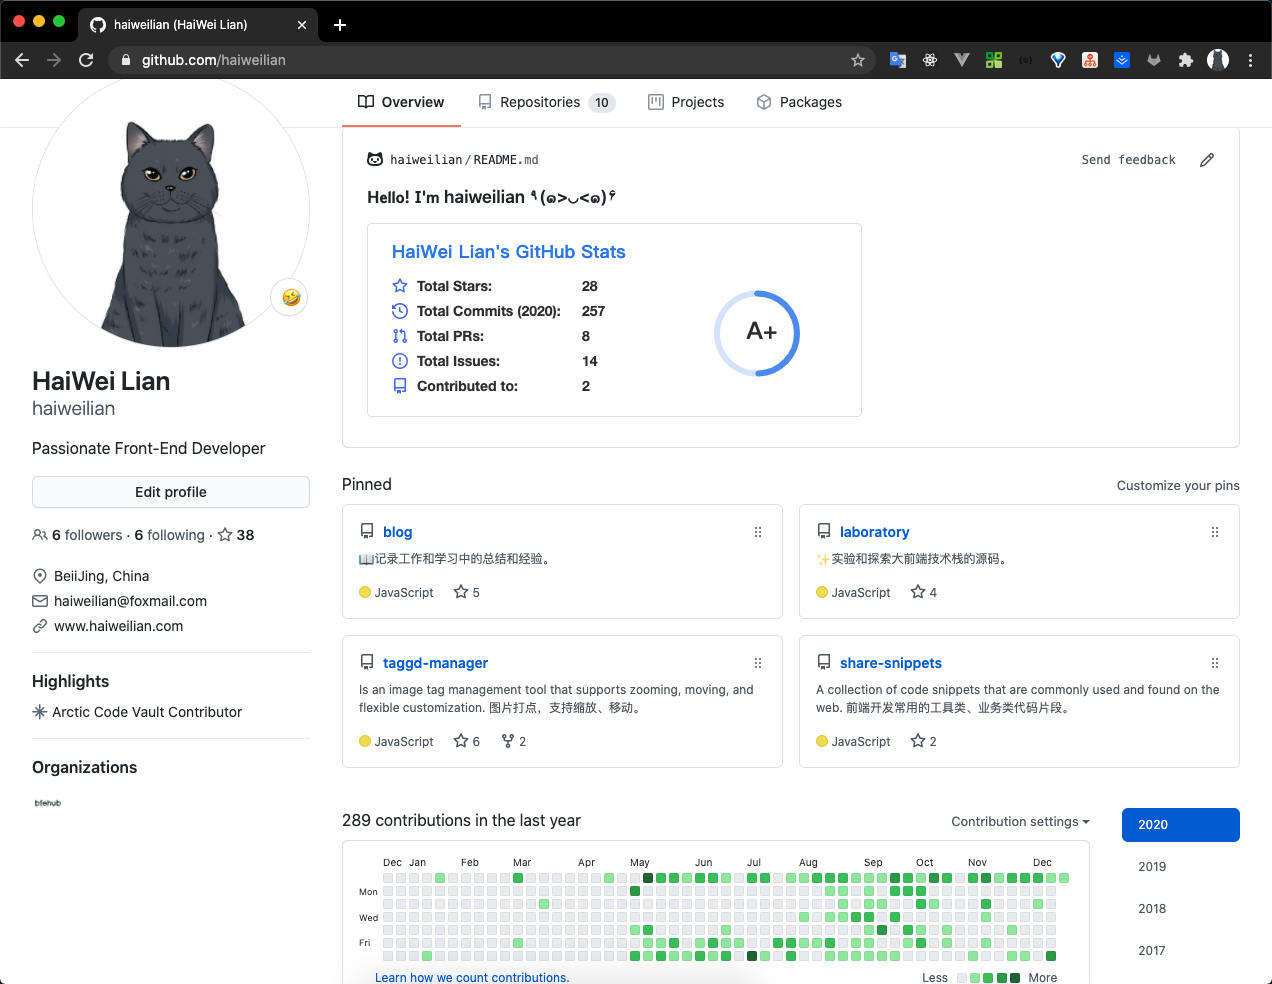 haiweilian (HaiWei Lian)
github.com/haiweilian
Overview
Repositories 10
Projects
Packages
haiweilian/README.md
Send feedback
Hello! I'm haiweilian ٩(๑>◡<๑)۶
HaiWei Lian's GitHub Stats
Total Stars: 28
Total Commits (2020): 257
Total PRs: 8
Total Issues: 14
Contributed to: 2
A+
HaiWei Lian
haiweilian
Passionate Front-End Developer
Edit profile
6 followers · 6 following · 38
BeiiJing, China
haiweilian@foxmail.com
www.haiweilian.com
Highlights
Arctic Code Vault Contributor
Organizations
bfehub
Pinned
Customize your pins
blog
📖记录工作和学习中的总结和经验。
JavaScript 5
laboratory
✨实验和探索大前端技术栈的源码。
JavaScript 4
taggd-manager
Is an image tag management tool that supports zooming, moving, and
flexible customization. 图片打点，支持缩放、移动。
JavaScript 6 2
share-snippets
A collection of code snippets that are commonly used and found on the
web. 前端开发常用的工具类、业务类代码片段。
JavaScript 2
289 contributions in the last year
Contribution settings
2020
2019
2018
2017
Dec Jan Feb Mar Apr May Jun Jul Aug Sep Oct Nov Dec
Mon
Wed
Fri
Learn how we count contributions.
Less More